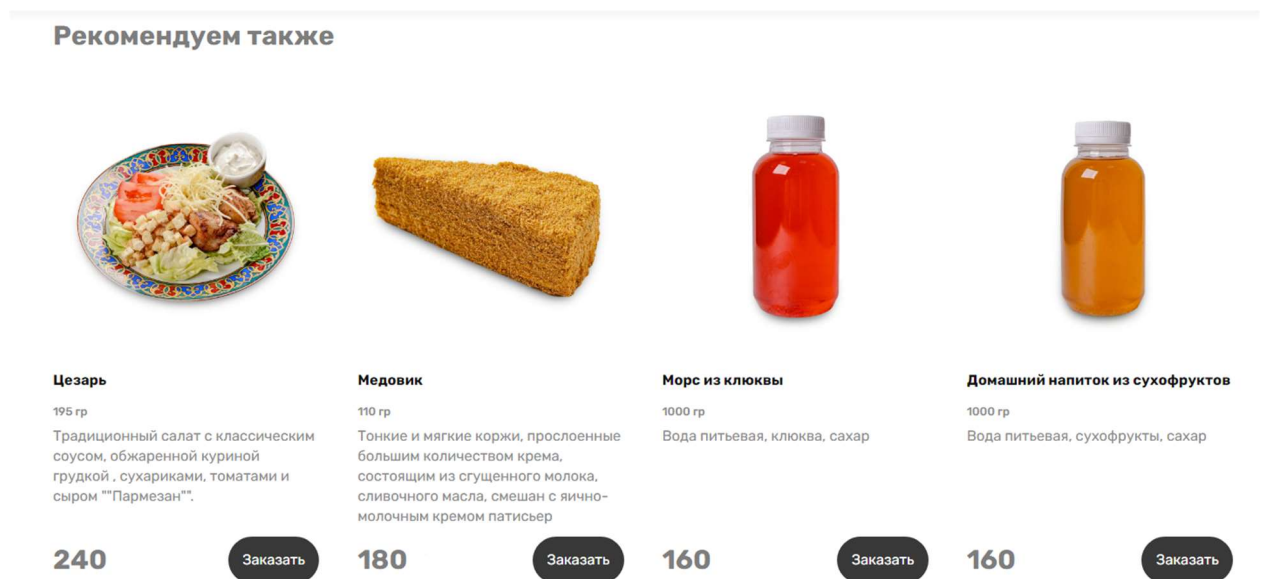 Рекомендуем также
Цезарь
195 гр
Традиционный салат с классическим
соусом, обжаренной куриной
грудкой , сухариками, томатами и
сыром ""Пармезан"".
240
Заказать
Медовик
110 гр
Тонкие и мягкие коржи, прослоенные
большим количеством крема,
состоящим из сгущенного молока,
сливочного масла, смешан с яично-
молочным кремом патисьер
180
Заказать
Морс из клюквы
1000 гр
Вода питьевая, клюква, сахар
160
Заказать
Домашний напиток из сухофруктов
1000 гр
Вода питьевая, сухофрукты, сахар
160
Заказать